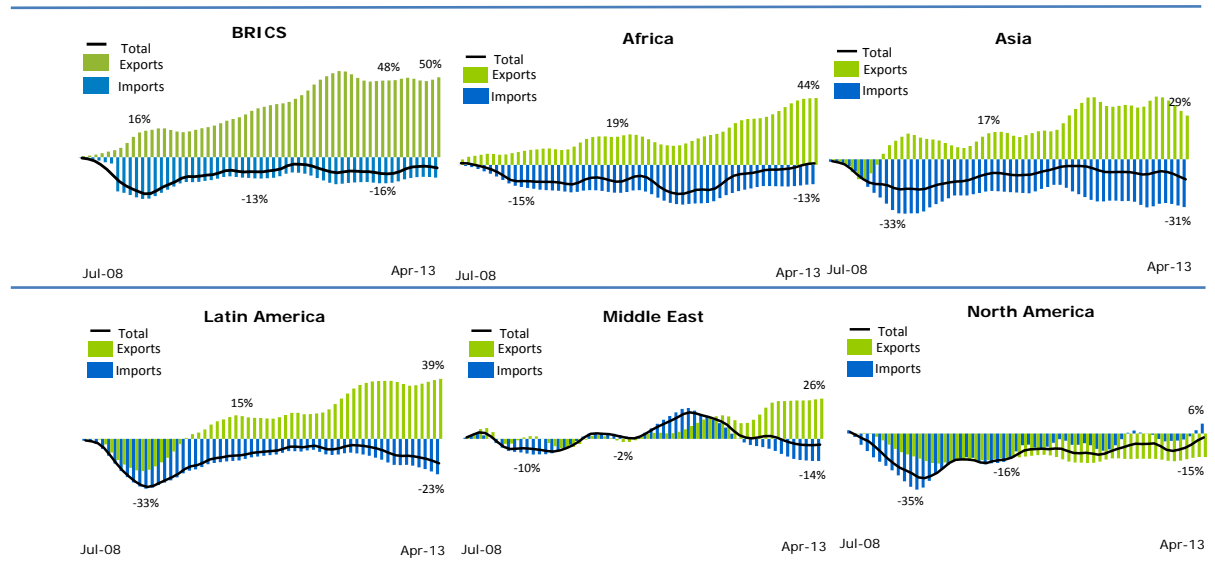 BRICS
Total
Exports
Imports
16%
48%
50%
-13%
-16%
Jul-08
Apr-13
Africa
Total
Exports
Imports
19%
44%
-15%
-13%
Jul-08
Apr-13
Asia
Total
Exports
Imports
17%
29%
-33%
-31%
Jul-08
Apr-13
Latin America
Total
Exports
Imports
15%
39%
-33%
-23%
Jul-08
Apr-13
Middle East
Total
Exports
Imports
26%
-10%
-2%
-14%
Jul-08
Apr-13
North America
Total
Exports
Imports
6%
-16%
-15%
-35%
Jul-08
Apr-13